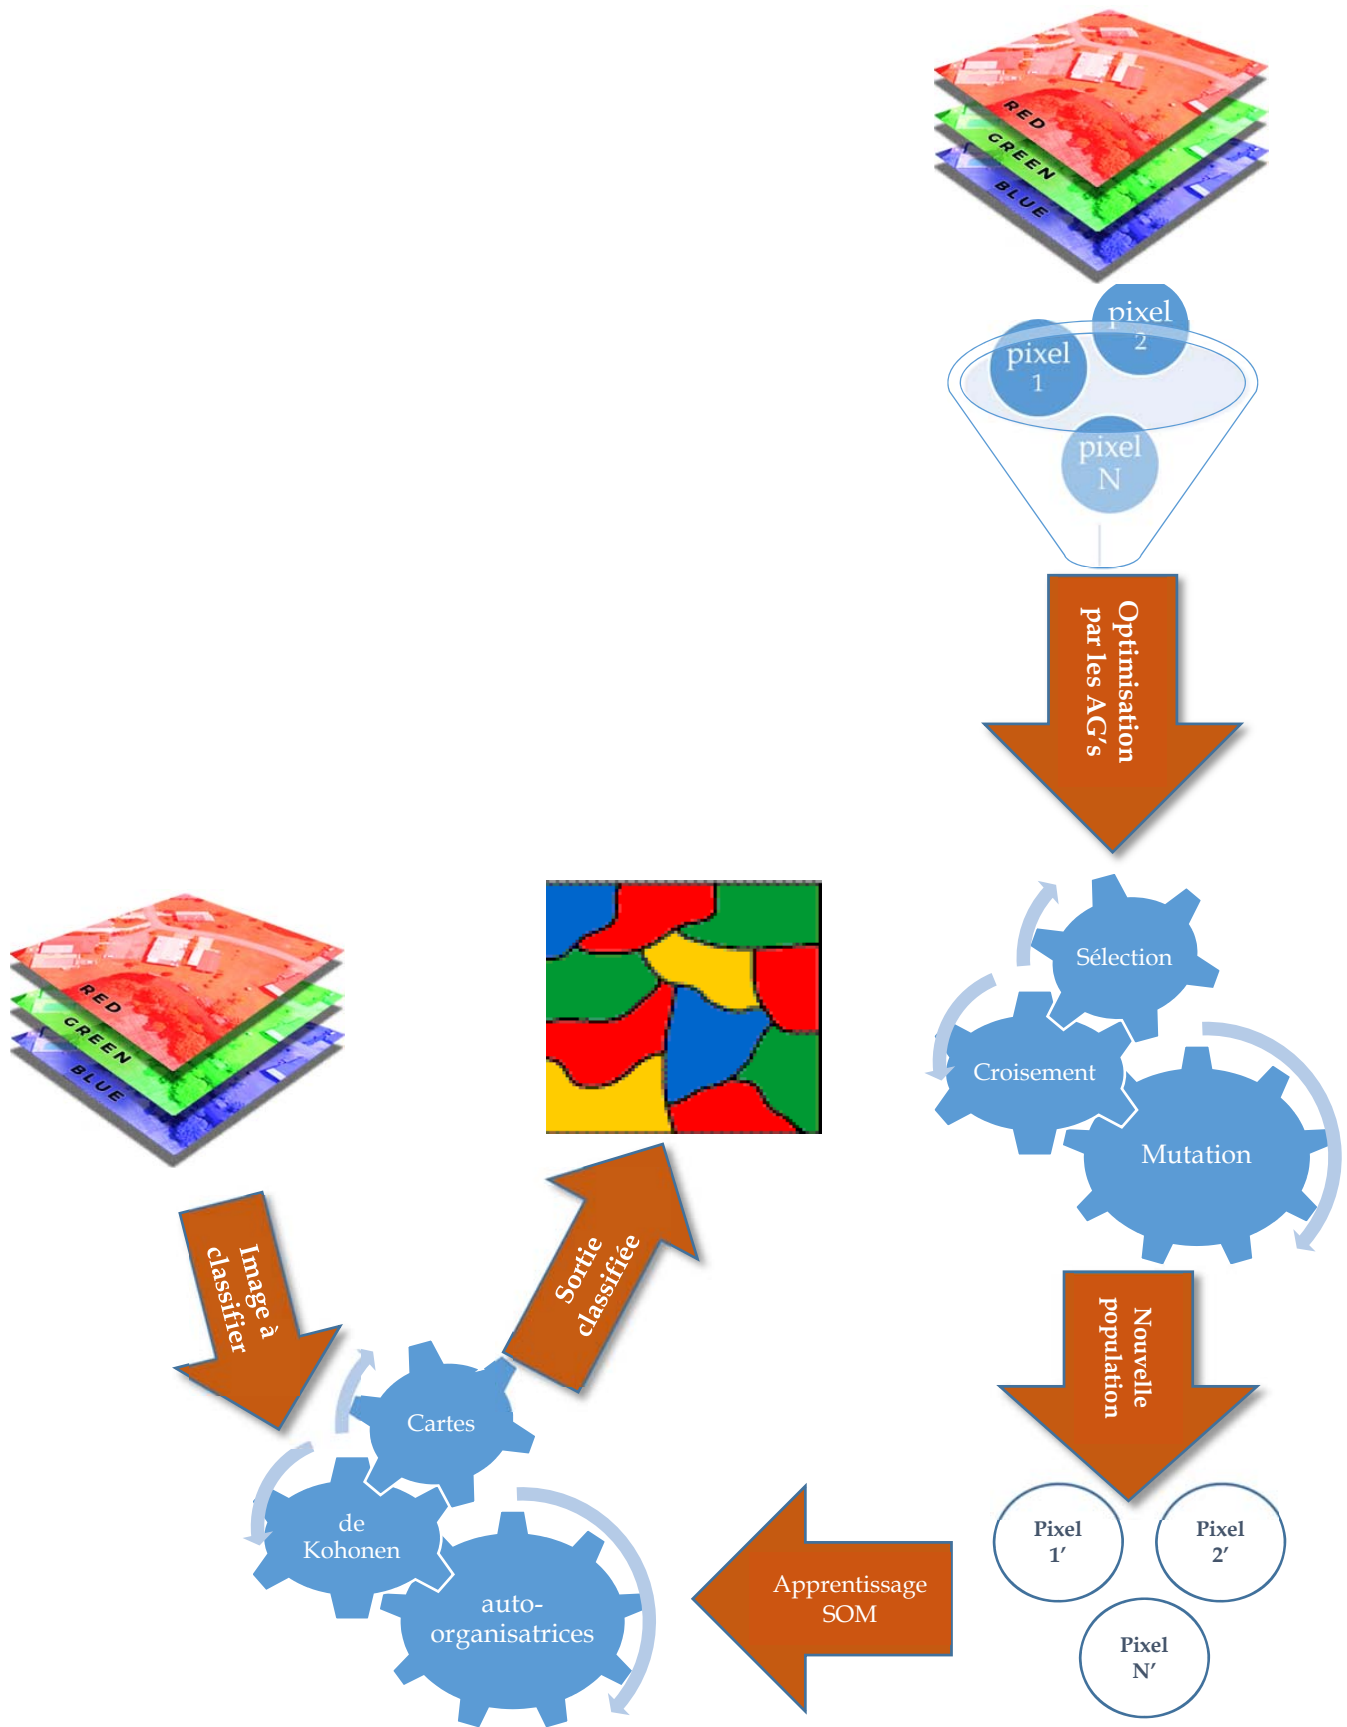 RED
GREEN
BLUE
pixel
2
pixel
1
pixel
N
Optimisation
par les AG's
Sélection
Croisement
Mutation
Nouvelle
population
Pixel
1’
Pixel
2’
Pixel
N’
Apprentissage
SOM
RED
GREEN
BLUE
Image à
classifier
Cartes
de
Kohonen
auto-
organisatrices
Sortie
classifiée